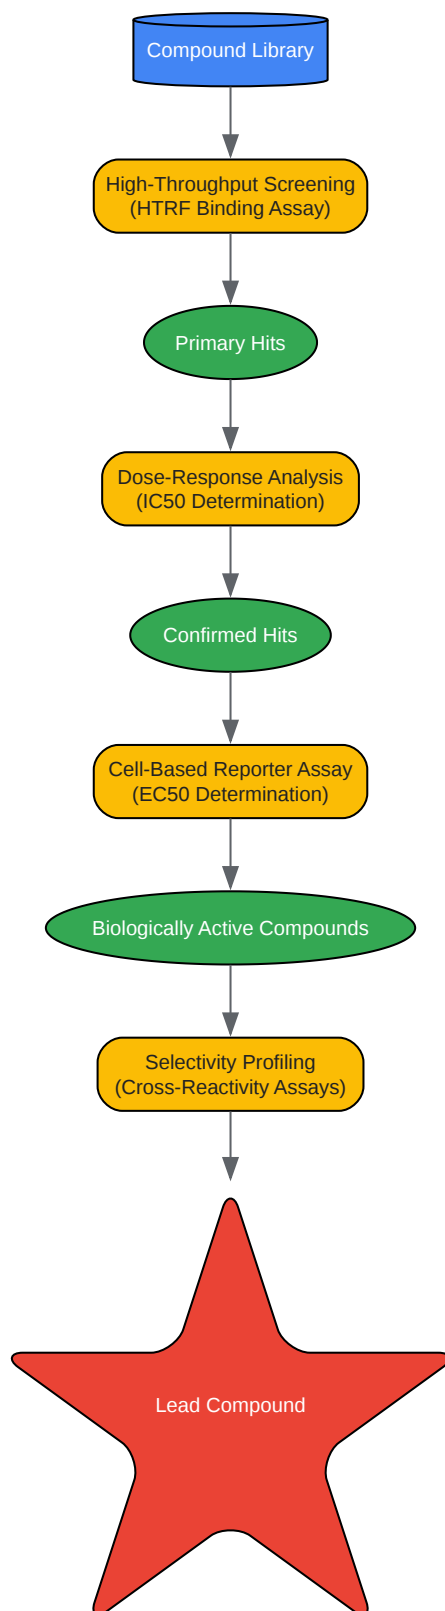 Compound Library
High-Throughput Screening
(HTRF Binding Assay)
Primary Hits
Dose-Response Analysis
(IC50 Determination)
Confirmed Hits
Cell-Based Reporter Assay
(EC50 Determination)
Biologically Active Compounds
Selectivity Profiling
(Cross-Reactivity Assays)
Lead Compound